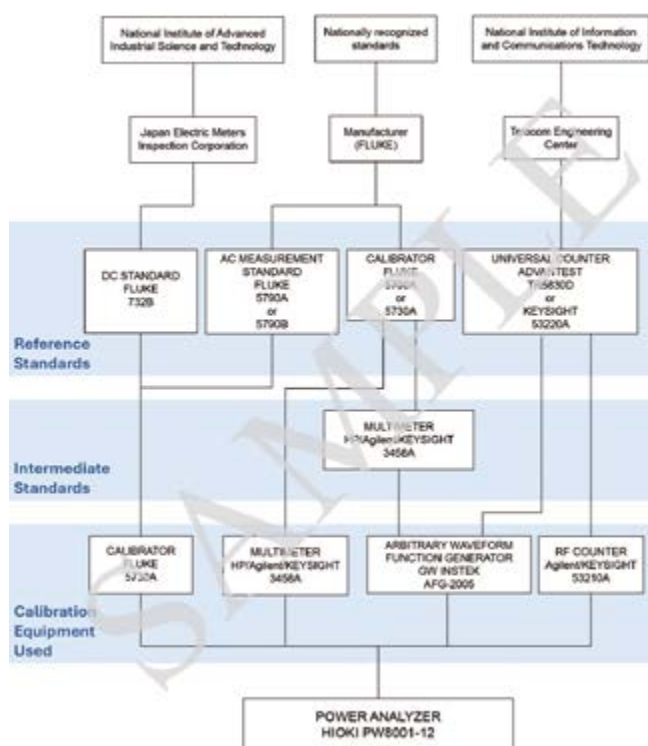 National Institute of Advanced
Industrial Science and Technology
Nationally recognized
standards
National Institute of Information
and Communications Technology
Japan Electric Meters
Inspection Corporation
Manufacturer
(FLUKE)
Telecom Engineering
Center
DC STANDARD
FLUKE
732B
AC MEASUREMENT
STANDARD
FLUKE
5790A
or
5790B
CALIBRATOR
FLUKE
5700A
or
5730A
UNIVERSAL COUNTER
ADVANTEST
TR5830D
or
KEYSIGHT
53220A
Reference
Standards
MULTIMETER
HP/Agilent/KEYSIGHT
3458A
Intermediate
Standards
CALIBRATOR
FLUKE
5730A
MULTIMETER
HP/Agilent/KEYSIGHT
3458A
ARBITRARY WAVEFORM
FUNCTION GENERATOR
GW INSTEK
AFG-2005
RF COUNTER
Agilent/KEYSIGHT
53210A
Calibration
Equipment
Used
POWER ANALYZER
HIOKI PW8001-12
SAMPLE